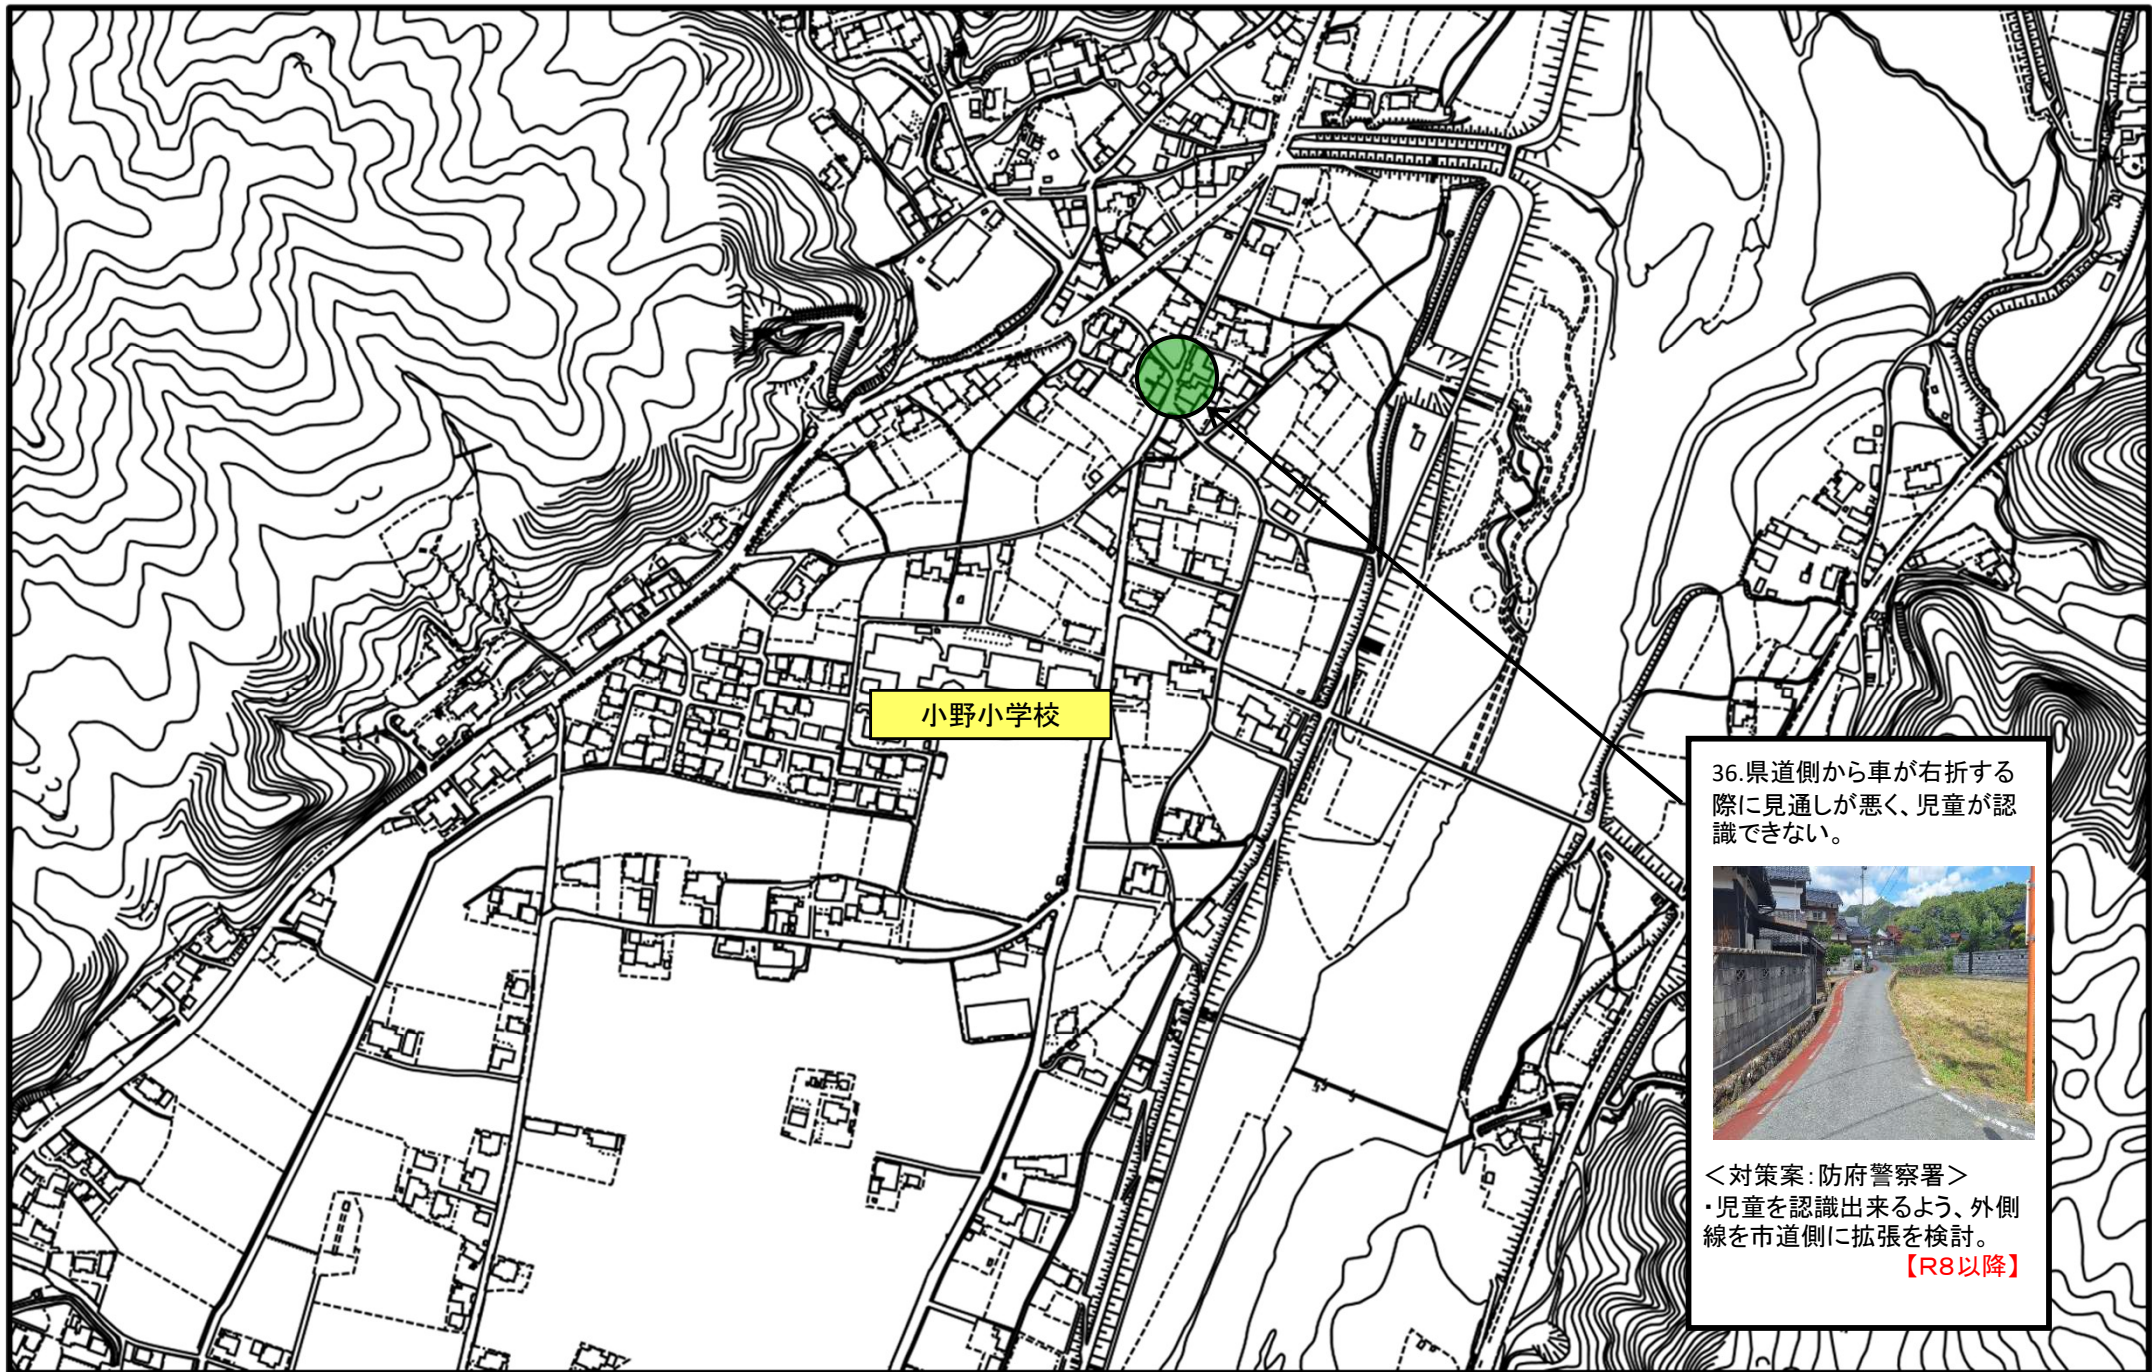 小野小学校
36.県道側から車が右折する
際に見通しが悪く、児童が認
識できない。
＜対策案：防府警察署＞
・児童を認識出来るよう、外側
線を市道側に拡張を検討。
【R8以降】